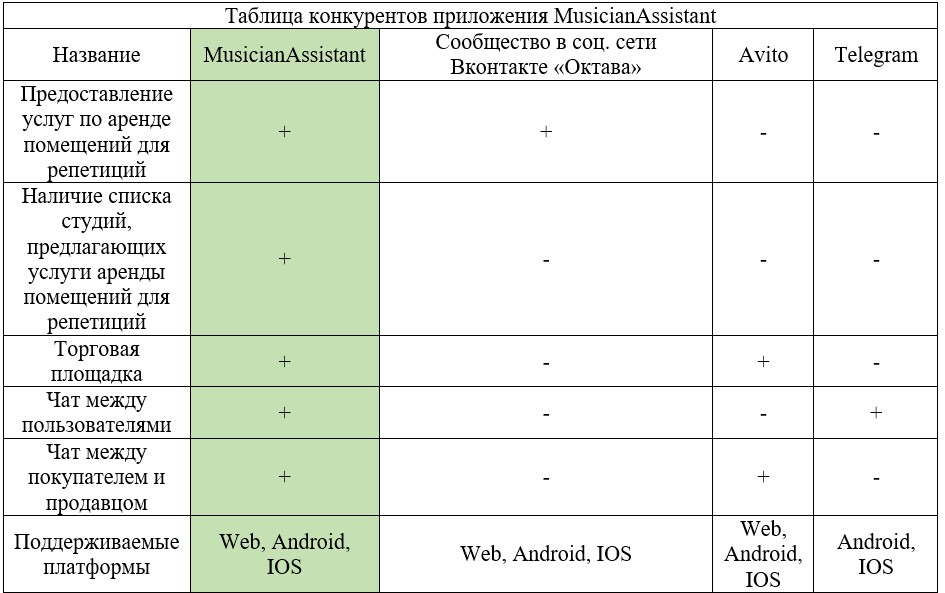 Таблица конкурентов приложения MusicianAssistant
Название
MusicianAssistant
Сообщество в соц. сети
Вконтакте «Октава»
Avito
Telegram
Предоставление
услуг по аренде
помещений для
репетиций
+
+
-
-
Наличие списка
студий,
предлагающих
услуги аренды
помещений для
репетиций
+
-
-
-
Торговая
площадка
+
-
+
-
Чат между
пользователями
+
-
-
+
Чат между
покупателем и
продавцом
+
-
+
-
Поддерживаемые
платформы
Web, Android,
IOS
Web, Android, IOS
Web,
Android,
IOS
Android,
IOS